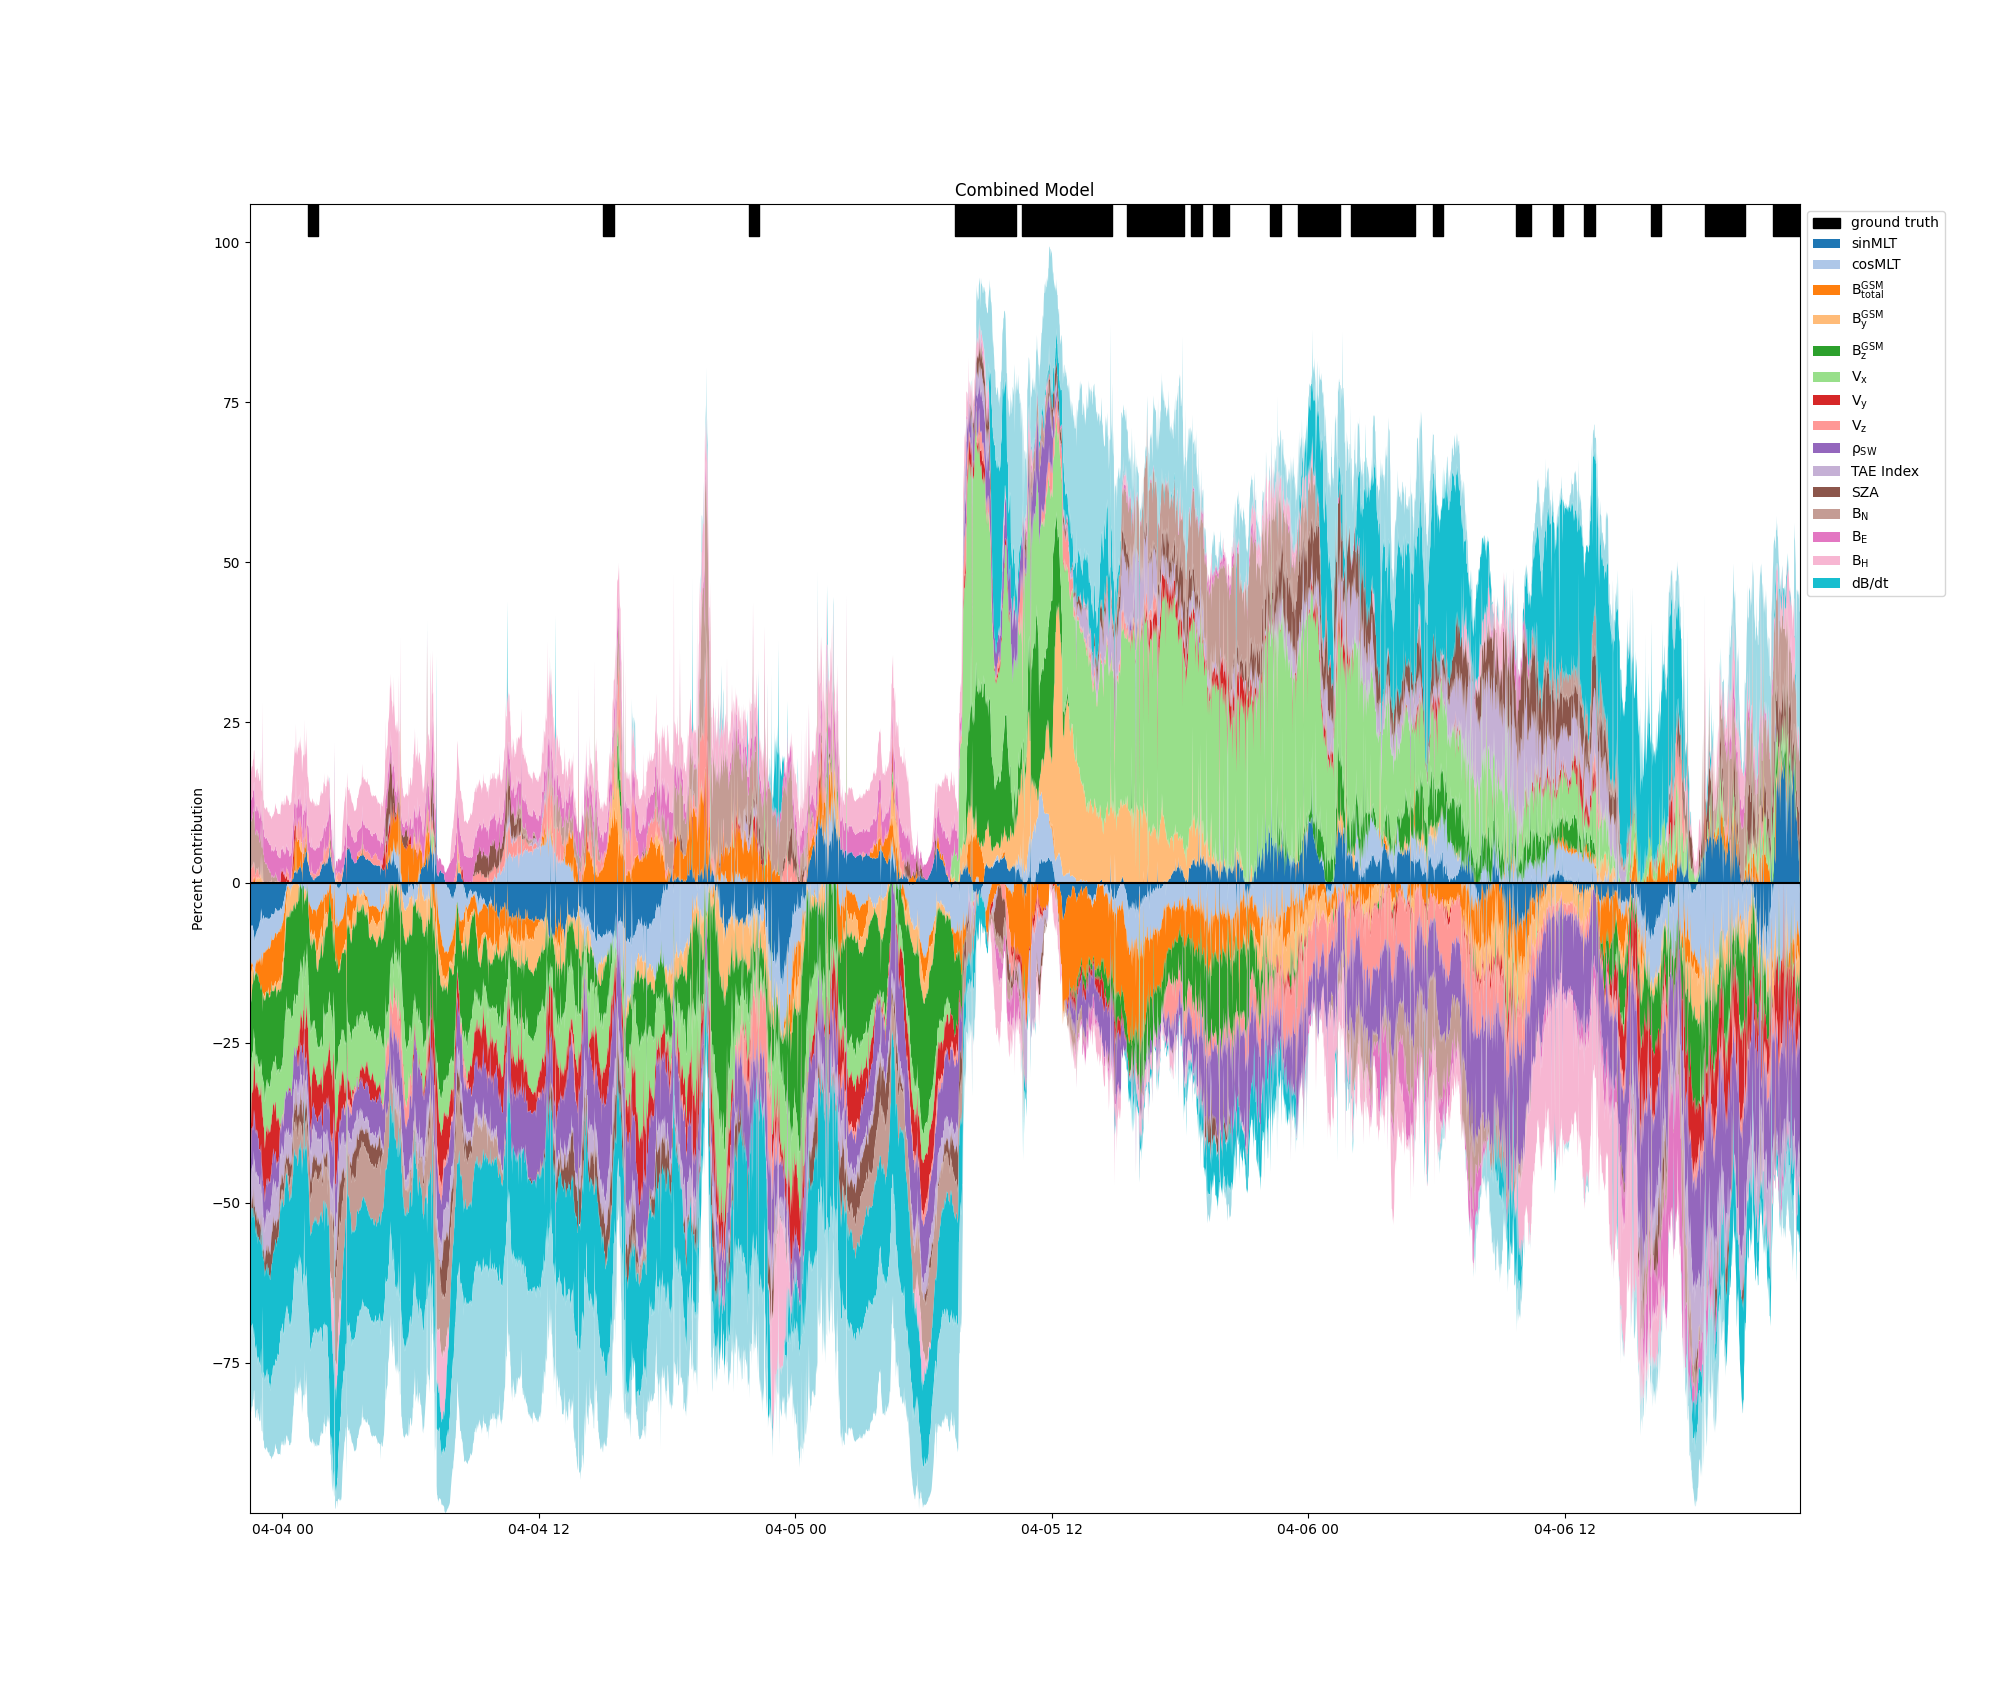 Combined Model
100
75
50
25
0
−25
−50
−75
Percent Contribution
04-04 00
04-04 12
04-05 00
04-05 12
04-06 00
04-06 12
ground truth
sinMLT
cosMLT
B_total^GSM
B_y^GSM
B_z^GSM
V_x
V_y
V_z
ρ_SW
TAE Index
SZA
B_N
B_E
B_H
dB/dt